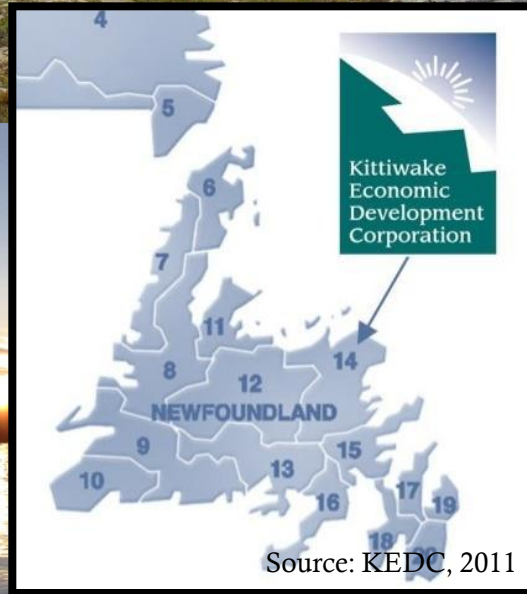 4
5
6
7
11
8
12
14
NEWFOUNDLAND
9
10
13
15
16
17
19
18
20
Kittiwake
Economic
Development
Corporation
Source: KEDC, 2011